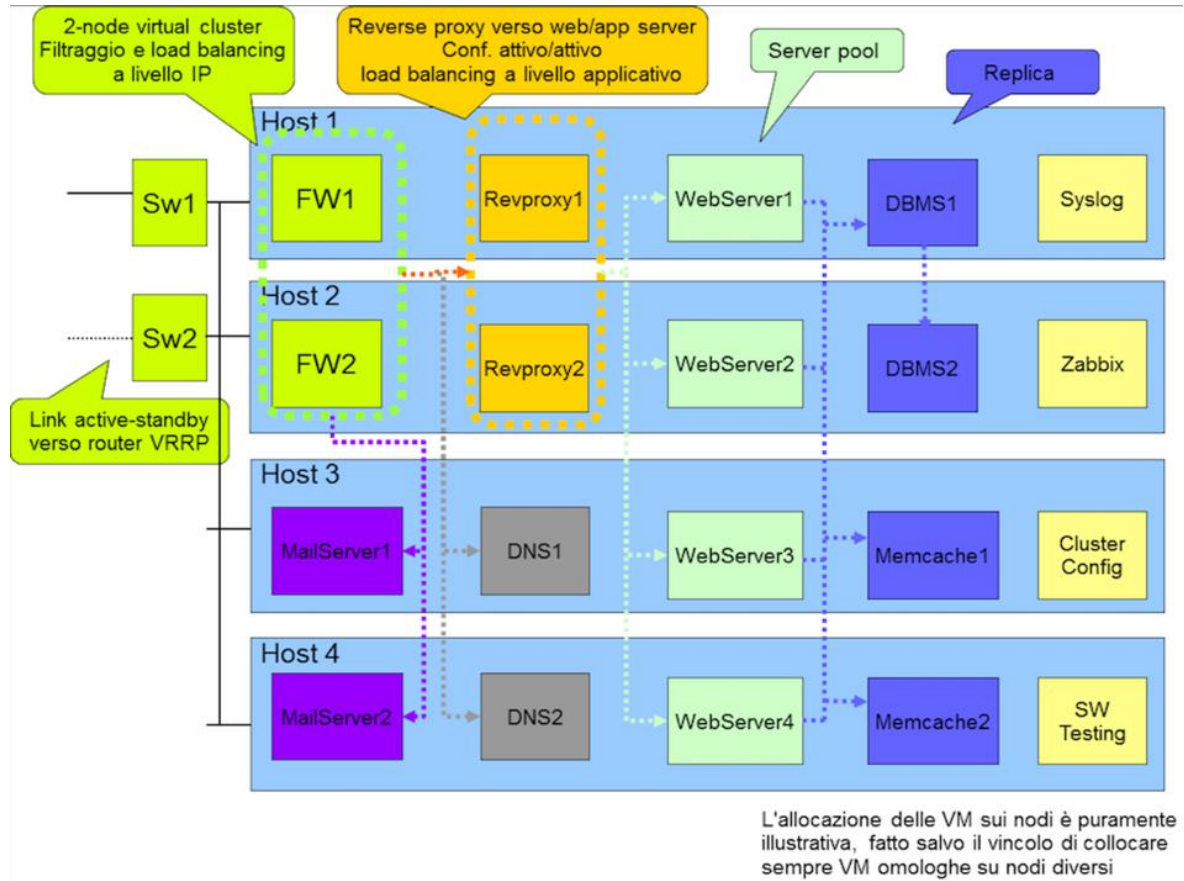 2-node virtual cluster
Filtraggio e load balancing
a livello IP
Reverse proxy verso web/app server
Conf. attivo/attivo
load balancing a livello applicativo
Server pool
Replica
Host 1
Sw1
FW1
Revproxy1
WebServer1
DBMS1
Syslog
Host 2
Sw2
FW2
Revproxy2
WebServer2
DBMS2
Zabbix
Link active-standby
verso router VRRP
Host 3
MailServer1
DNS1
WebServer3
Memcache1
Cluster
Config
Host 4
MailServer2
DNS2
WebServer4
Memcache2
SW
Testing
L'allocazione delle VM sui nodi è puramente
illustrativa, fatto salvo il vincolo di collocare
sempre VM omologhe su nodi diversi